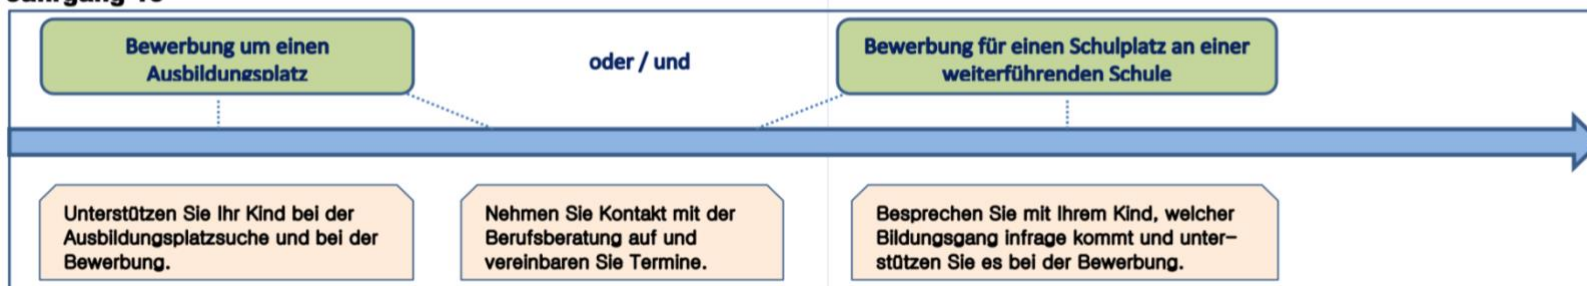 Jahrgang 10
Bewerbung um einen
Ausbildungsplatz
oder / und
Bewerbung für einen Schulplatz an einer
weiterführenden Schule
Unterstützen Sie Ihr Kind bei der
Ausbildungsplatzsuche und bei der
Bewerbung.
Nehmen Sie Kontakt mit der
Berufsberatung auf und
vereinbaren Sie Termine.
Besprechen Sie mit Ihrem Kind, welcher
Bildungsgang infrage kommt und unter-
stützen Sie es bei der Bewerbung.